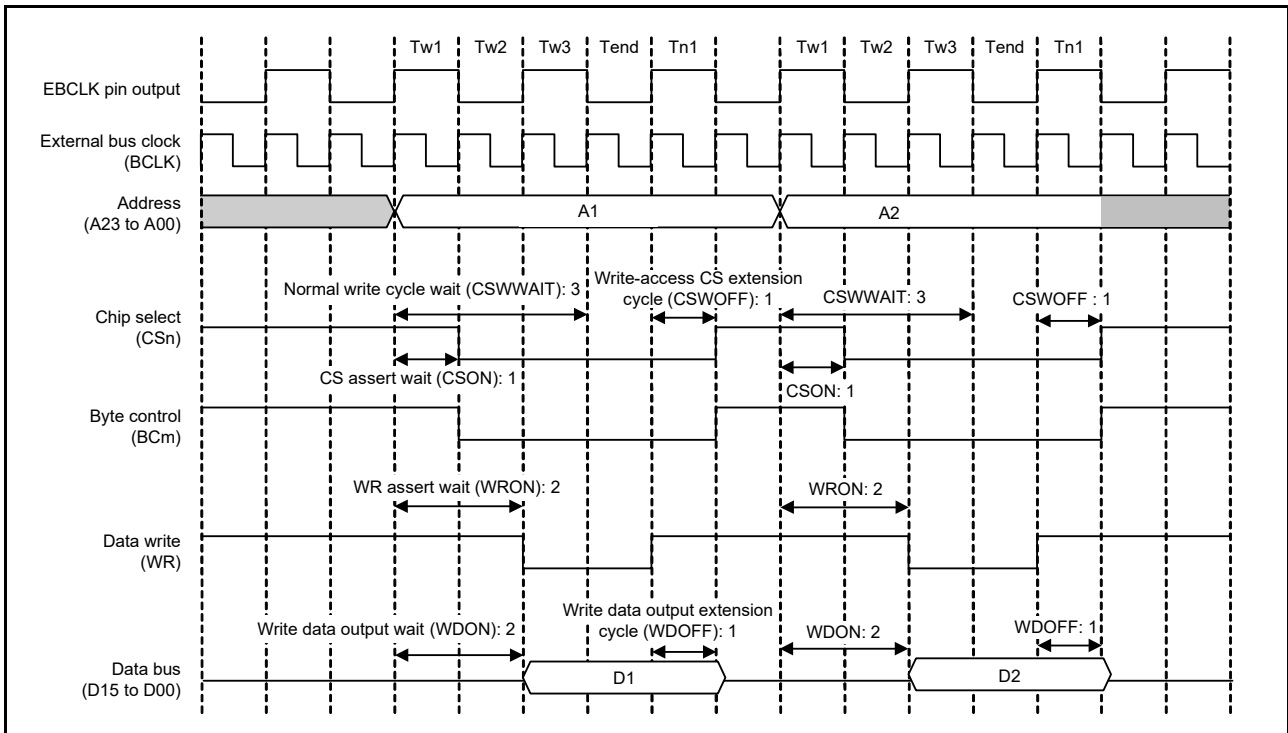 Tw1 Tw2 Tw3 Tend Tn1 Tw1 Tw2 Tw3 Tend Tn1
EBCLK pin output
External bus clock
(BCLK)
Address
(A23 to A00)
A1
A2
Normal write cycle wait (CSWWAIT): 3
Write-access CS extension
cycle (CSWOFF): 1
CSWWAIT: 3
CSWOFF : 1
Chip select
(CSn)
CS assert wait (CSON): 1
CSON: 1
Byte control
(BCm)
WR assert wait (WRON): 2
WRON: 2
Data write
(WR)
Write data output wait (WDON): 2
Write data output extension
cycle (WDOFF): 1
WDON: 2
WDOFF: 1
Data bus
(D15 to D00)
D1
D2